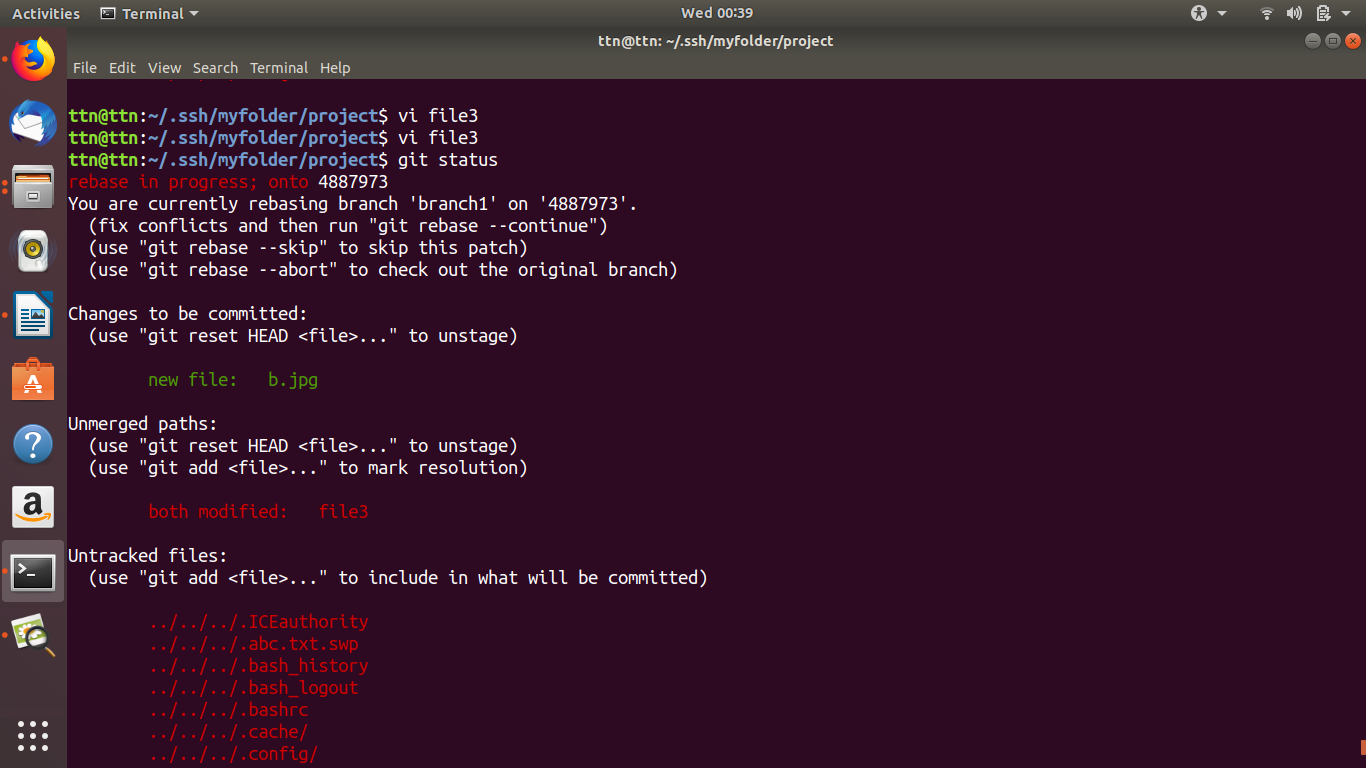 Activities Terminal Wed 00:39
ttn@ttn: ~/.ssh/myfolder/project
File Edit View Search Terminal Help
ttn@ttn:~/.ssh/myfolder/project$ vi file3
ttn@ttn:~/.ssh/myfolder/project$ vi file3
ttn@ttn:~/.ssh/myfolder/project$ git status
rebase in progress; onto 4887973
You are currently rebasing branch 'branch1' on '4887973'.
  (fix conflicts and then run "git rebase --continue")
  (use "git rebase --skip" to skip this patch)
  (use "git rebase --abort" to check out the original branch)
Changes to be committed:
  (use "git reset HEAD <file>..." to unstage)
        new file:   b.jpg
Unmerged paths:
  (use "git reset HEAD <file>..." to unstage)
  (use "git add <file>..." to mark resolution)
        both modified:   file3
Untracked files:
  (use "git add <file>..." to include in what will be committed)
        ../../../.ICEauthority
        ../../../.abc.txt.swp
        ../../../.bash_history
        ../../../.bash_logout
        ../../../.bashrc
        ../../../.cache/
        ../../../.config/